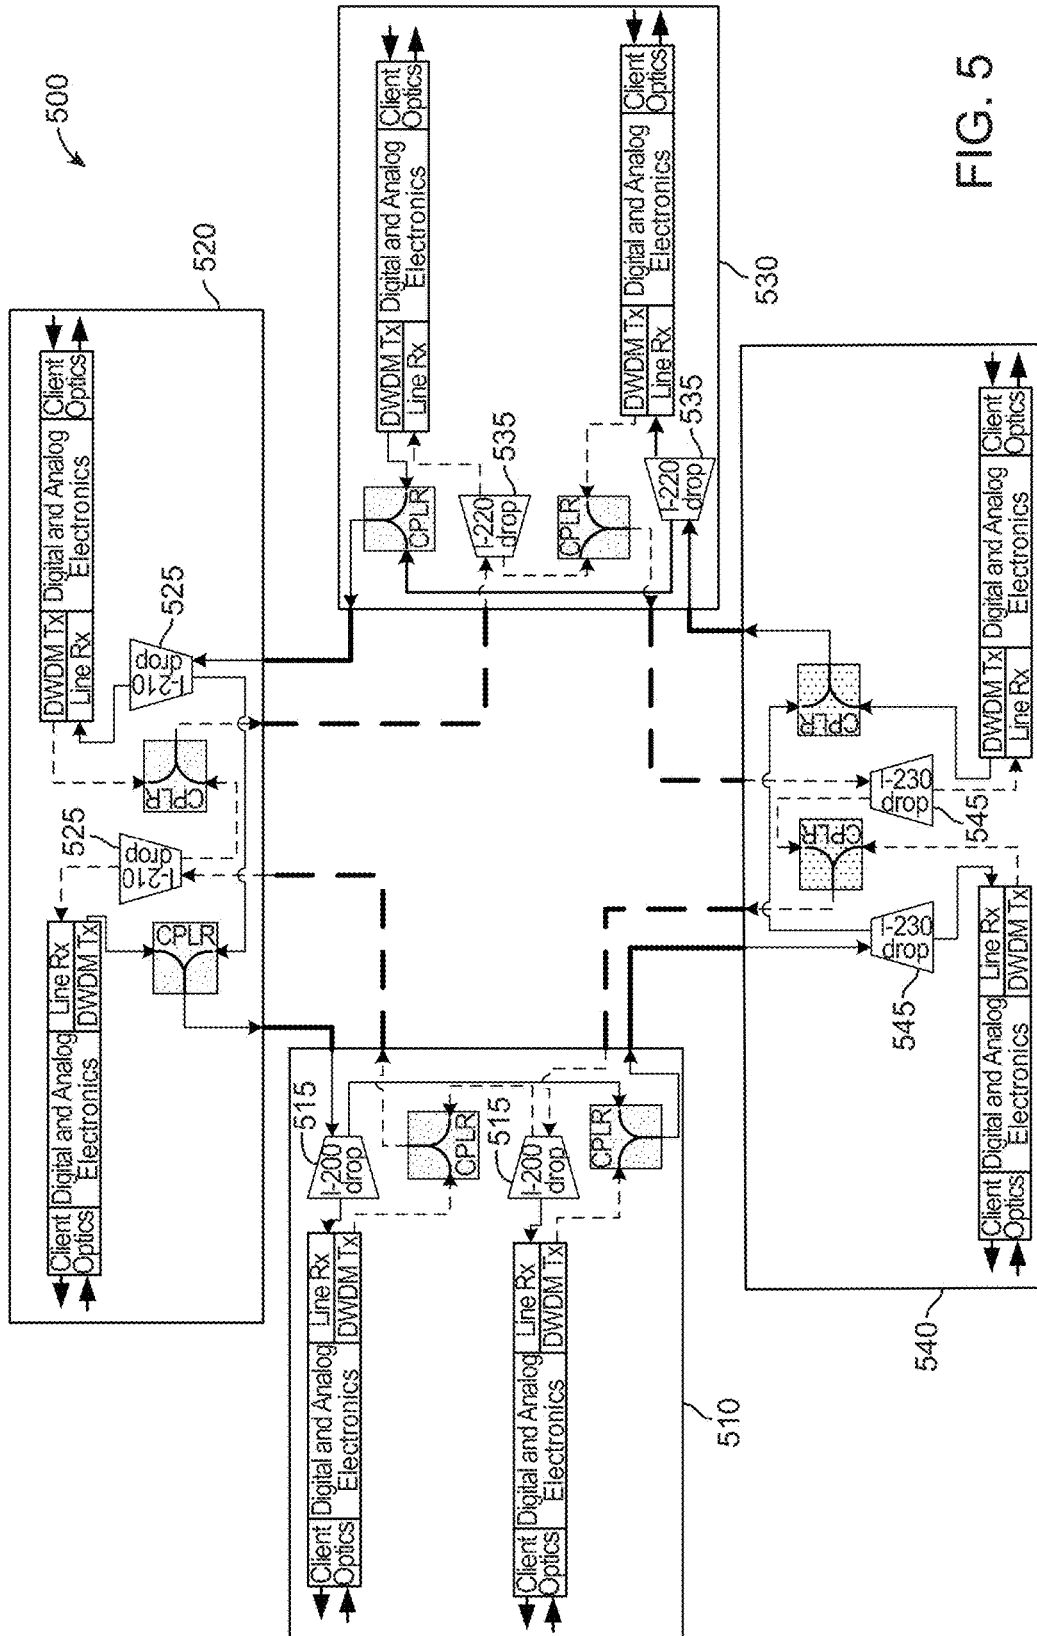 500
520
Client
Optics
Digital and Analog
Electronics
DWDM Tx
Line Rx
525
I-210
drop
CPLR
525
I-210
drop
Line Rx
DWDM Tx
CPLR
Digital and Analog
Electronics
Client
Optics
Client
Optics
Digital and Analog
Electronics
DWDM Tx
Line Rx
CPLR
535
I-220
drop
Client
Optics
Digital and Analog
Electronics
DWDM Tx
Line Rx
CPLR
535
I-220
drop
530
FIG. 5
515
I-200
drop
CPLR
Line Rx
DWDM Tx
Digital and Analog
Electronics
Client
Optics
515
I-200
drop
CPLR
Line Rx
DWDM Tx
Digital and Analog
Electronics
Client
Optics
510
CPLR
DWDM Tx
Line Rx
Digital and Analog
Electronics
Client
Optics
I-230
drop
545
CPLR
I-230
drop
545
Line Rx
DWDM Tx
Digital and Analog
Electronics
Client
Optics
540